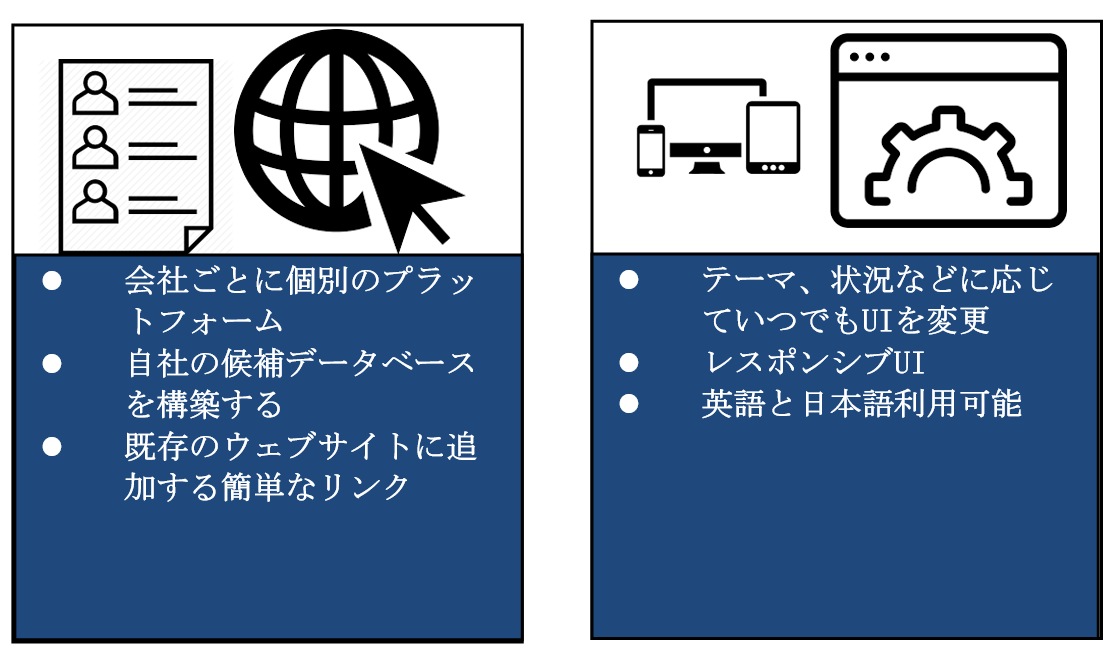 ● 会社ごとに個別のプラッ
トフォーム
● 自社の候補データベース
を構築する
● 既存のウェブサイトに追
加する簡単なリンク
● テーマ、状況などに応じ
ていつでもUIを変更
● レスポンシブUI
● 英語と日本語利用可能